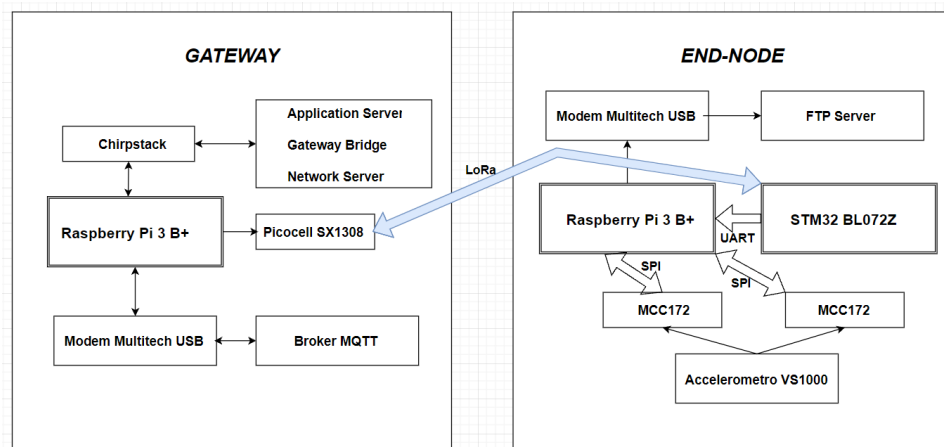 GATEWAY
Application Server
Gateway Bridge
Network Server
Chirpstack
Raspberry Pi 3 B+
Picocell SX1308
Modem Multitech USB
Broker MQTT
LoRa
END-NODE
Modem Multitech USB
FTP Server
Raspberry Pi 3 B+
STM32 BL072Z
UART
SPI
SPI
MCC172
MCC172
Accelerometro VS1000